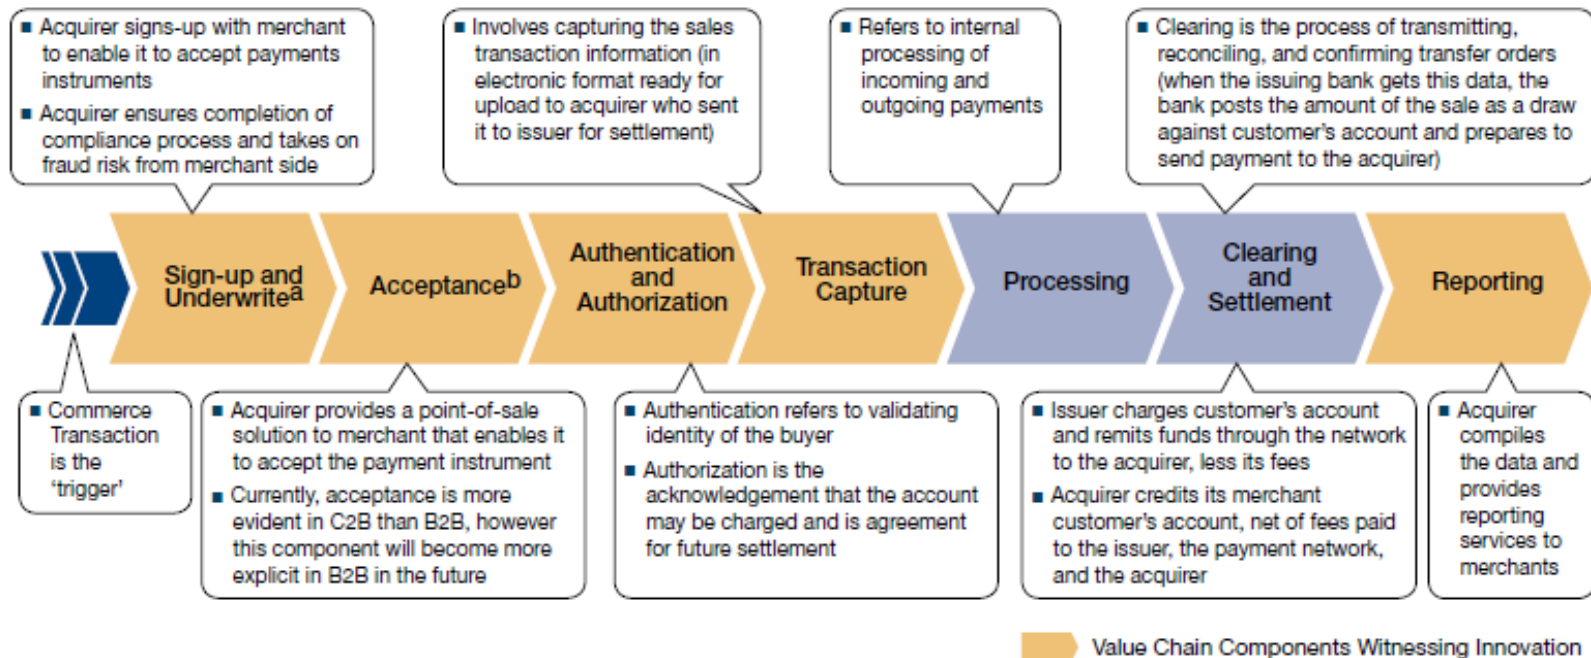 ■ Acquirer signs-up with merchant
to enable it to accept payments
instruments
■ Acquirer ensures completion of
compliance process and takes on
fraud risk from merchant side
■ Involves capturing the sales
transaction information (in
electronic format ready for
upload to acquirer who sent
it to issuer for settlement)
■ Refers to internal
processing of
incoming and
outgoing payments
■ Clearing is the process of transmitting,
reconciling, and confirming transfer orders
(when the issuing bank gets this data, the
bank posts the amount of the sale as a draw
against customer's account and prepares to
send payment to the acquirer)
Sign-up and
Underwriteᵃ
Acceptanceᵇ
Authentication
and
Authorization
Transaction
Capture
Processing
Clearing
and
Settlement
Reporting
■ Commerce
Transaction
is the
‘trigger’
■ Acquirer provides a point-of-sale
solution to merchant that enables it
to accept the payment instrument
■ Currently, acceptance is more
evident in C2B than B2B, however
this component will become more
explicit in B2B in the future
■ Authentication refers to validating
identity of the buyer
■ Authorization is the
acknowledgement that the account
may be charged and is agreement
for future settlement
■ Issuer charges customer's account
and remits funds through the network
to the acquirer, less its fees
■ Acquirer credits its merchant
customer's account, net of fees paid
to the issuer, the payment network,
and the acquirer
■ Acquirer
compiles
the data and
provides
reporting
services to
merchants
Value Chain Components Witnessing Innovation